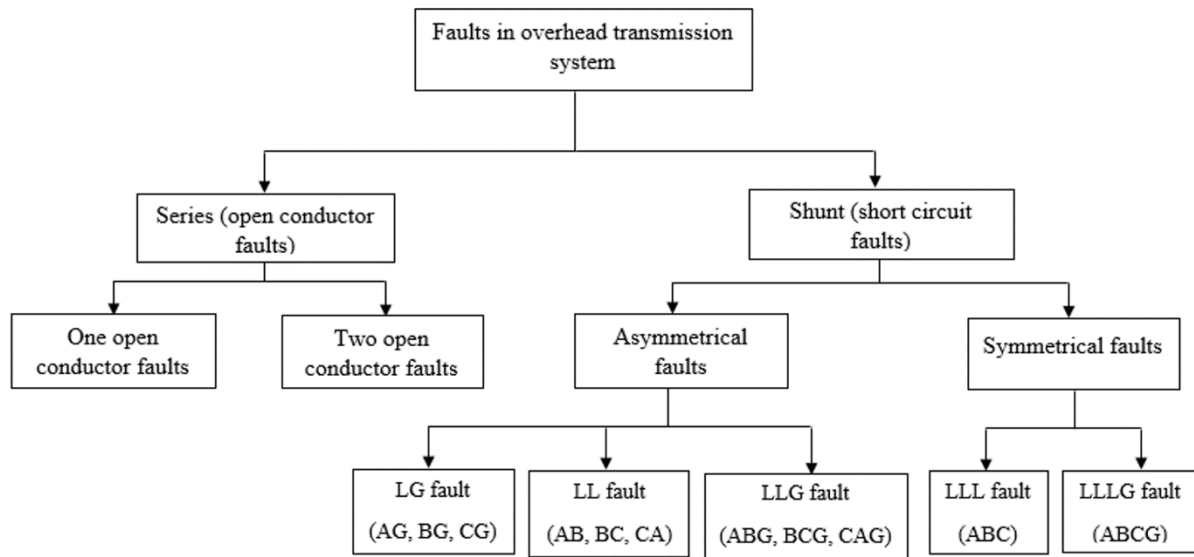 Faults in overhead transmission
system
Series (open conductor
faults)
Shunt (short circuit
faults)
One open
conductor faults
Two open
conductor faults
Asymmetrical
faults
Symmetrical faults
LG fault
(AG, BG, CG)
LL fault
(AB, BC, CA)
LLG fault
(ABG, BCG, CAG)
LLL fault
(ABC)
LLLG fault
(ABCG)